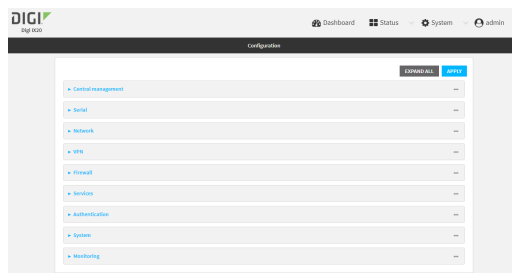 DIGI
Digi IX20
Dashboard Status System admin
Configuration
EXPAND ALL APPLY
Central management
Serial
Network
VPN
Firewall
Services
Authentication
System
Monitoring